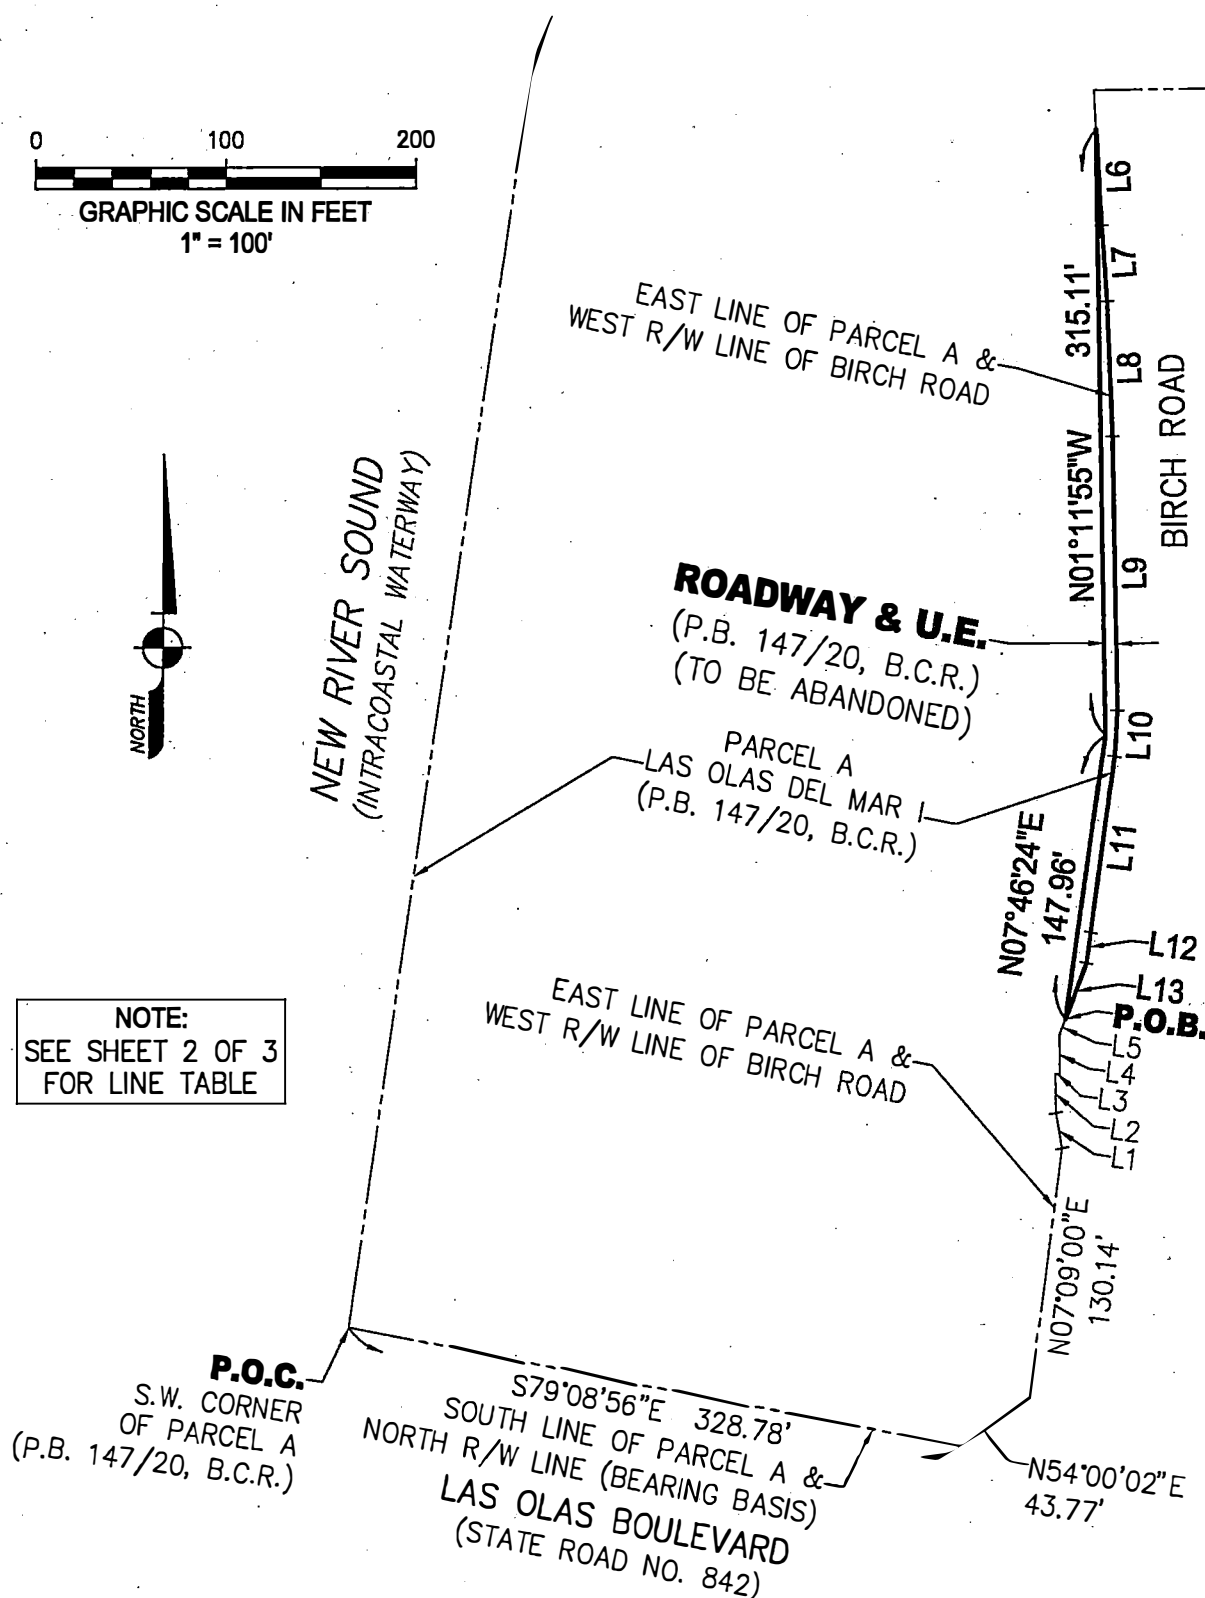 0 100 200
GRAPHIC SCALE IN FEET
1" = 100'
L6
L7
315.11'
EAST LINE OF PARCEL A &
WEST R/W LINE OF BIRCH ROAD
L8
BIRCH ROAD
N01°11'55"W
NEW RIVER SOUND
(INTRACOASTAL WATERWAY)
L9
ROADWAY & U.E.
(P.B. 147/20, B.C.R.)
(TO BE ABANDONED)
NORTH
L10
PARCEL A
LAS OLAS DEL MAR I
(P.B. 147/20, B.C.R.)
L11
N07°46'24"E
147.96'
L12
L13
P.O.B.
L5
L4
L3
L2
L1
NOTE:
SEE SHEET 2 OF 3
FOR LINE TABLE
EAST LINE OF PARCEL A &
WEST R/W LINE OF BIRCH ROAD
N07°09'00"E
130.14'
P.O.C.
S.W. CORNER
OF PARCEL A
(P.B. 147/20, B.C.R.)
S79°08'56"E 328.78'
SOUTH LINE OF PARCEL A &
NORTH R/W LINE (BEARING BASIS)
LAS OLAS BOULEVARD
(STATE ROAD NO. 842)
N54°00'02"E
43.77'